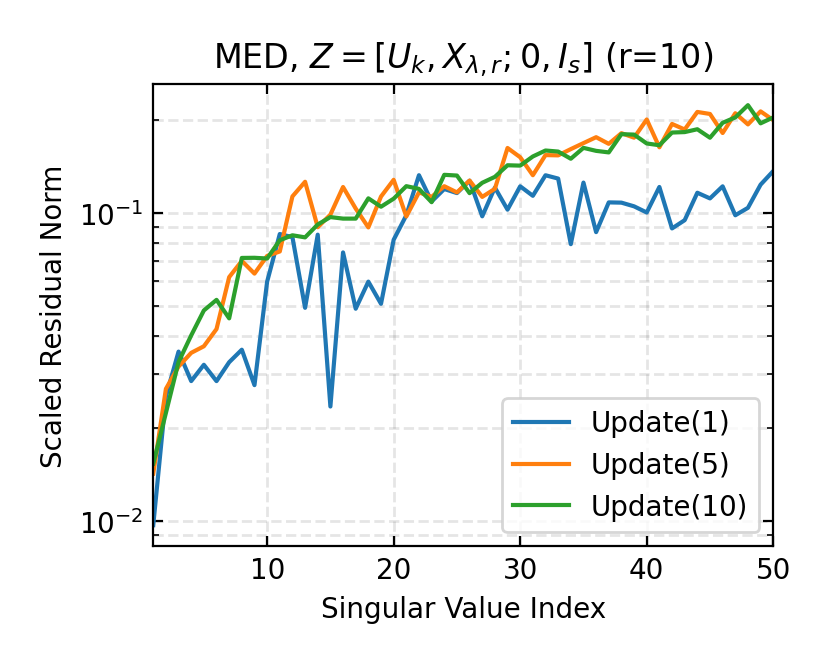 MED, $Z = [U_k, X_{\lambda,r}; 0, I_s]$ (r=10)
Scaled Residual Norm
$10^{-1}$
$10^{-2}$
Update(1)
Update(5)
Update(10)
10 20 30 40 50
Singular Value Index